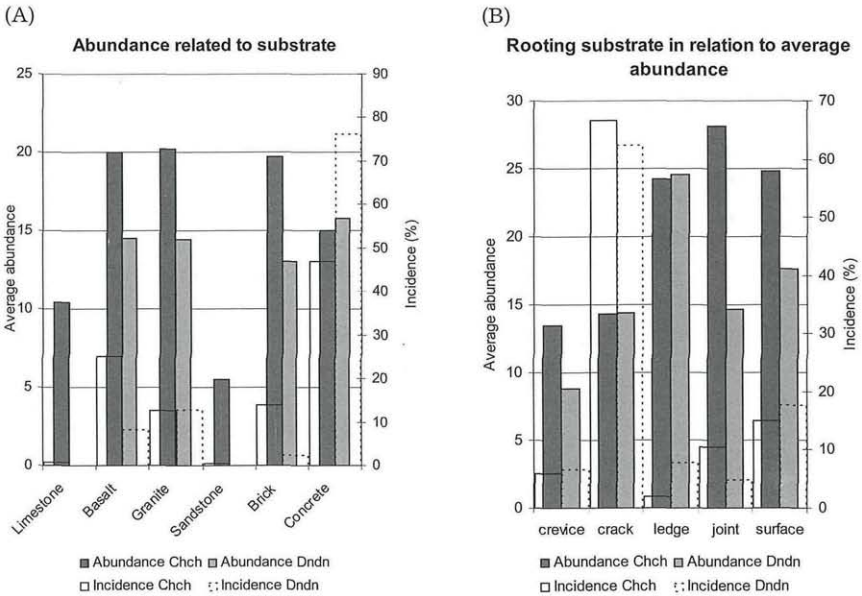 (A)
Abundance related to substrate
25
20
15
10
5
0
Average abundance
90
80
70
60
50
40
30
20
10
0
Incidence (%)
Limestone
Basalt
Granite
Sandstone
Brick
Concrete
Abundance Chch Abundance Dndn
Incidence Chch Incidence Dndn
(B)
Rooting substrate in relation to average
abundance
30
25
20
15
10
5
0
Average abundance
70
60
50
40
30
20
10
0
Incidence (%)
crevice crack ledge joint surface
Abundance Chch Abundance Dndn
Incidence Chch Incidence Dndn